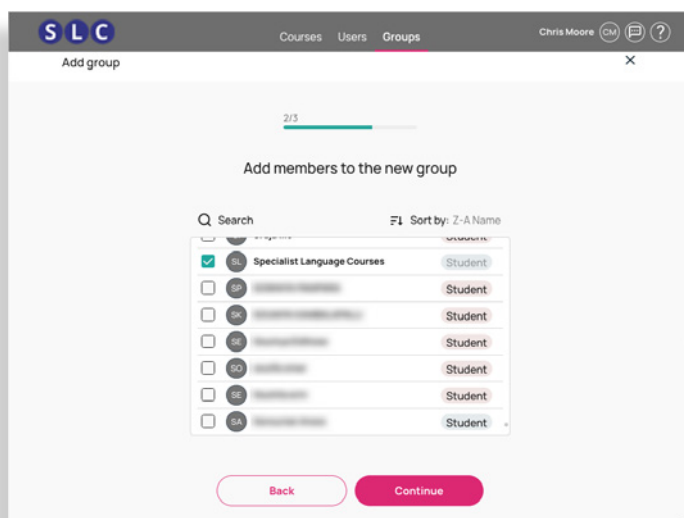 SLC Courses Users Groups Chris Moore CM ?
Add group
2/3
Add members to the new group
Search Sort by: Z-A Name
Student
SL Specialist Language Courses Student
SP Student
SK Student
SE Student
SO Student
SE Student
SA Student
Back Continue